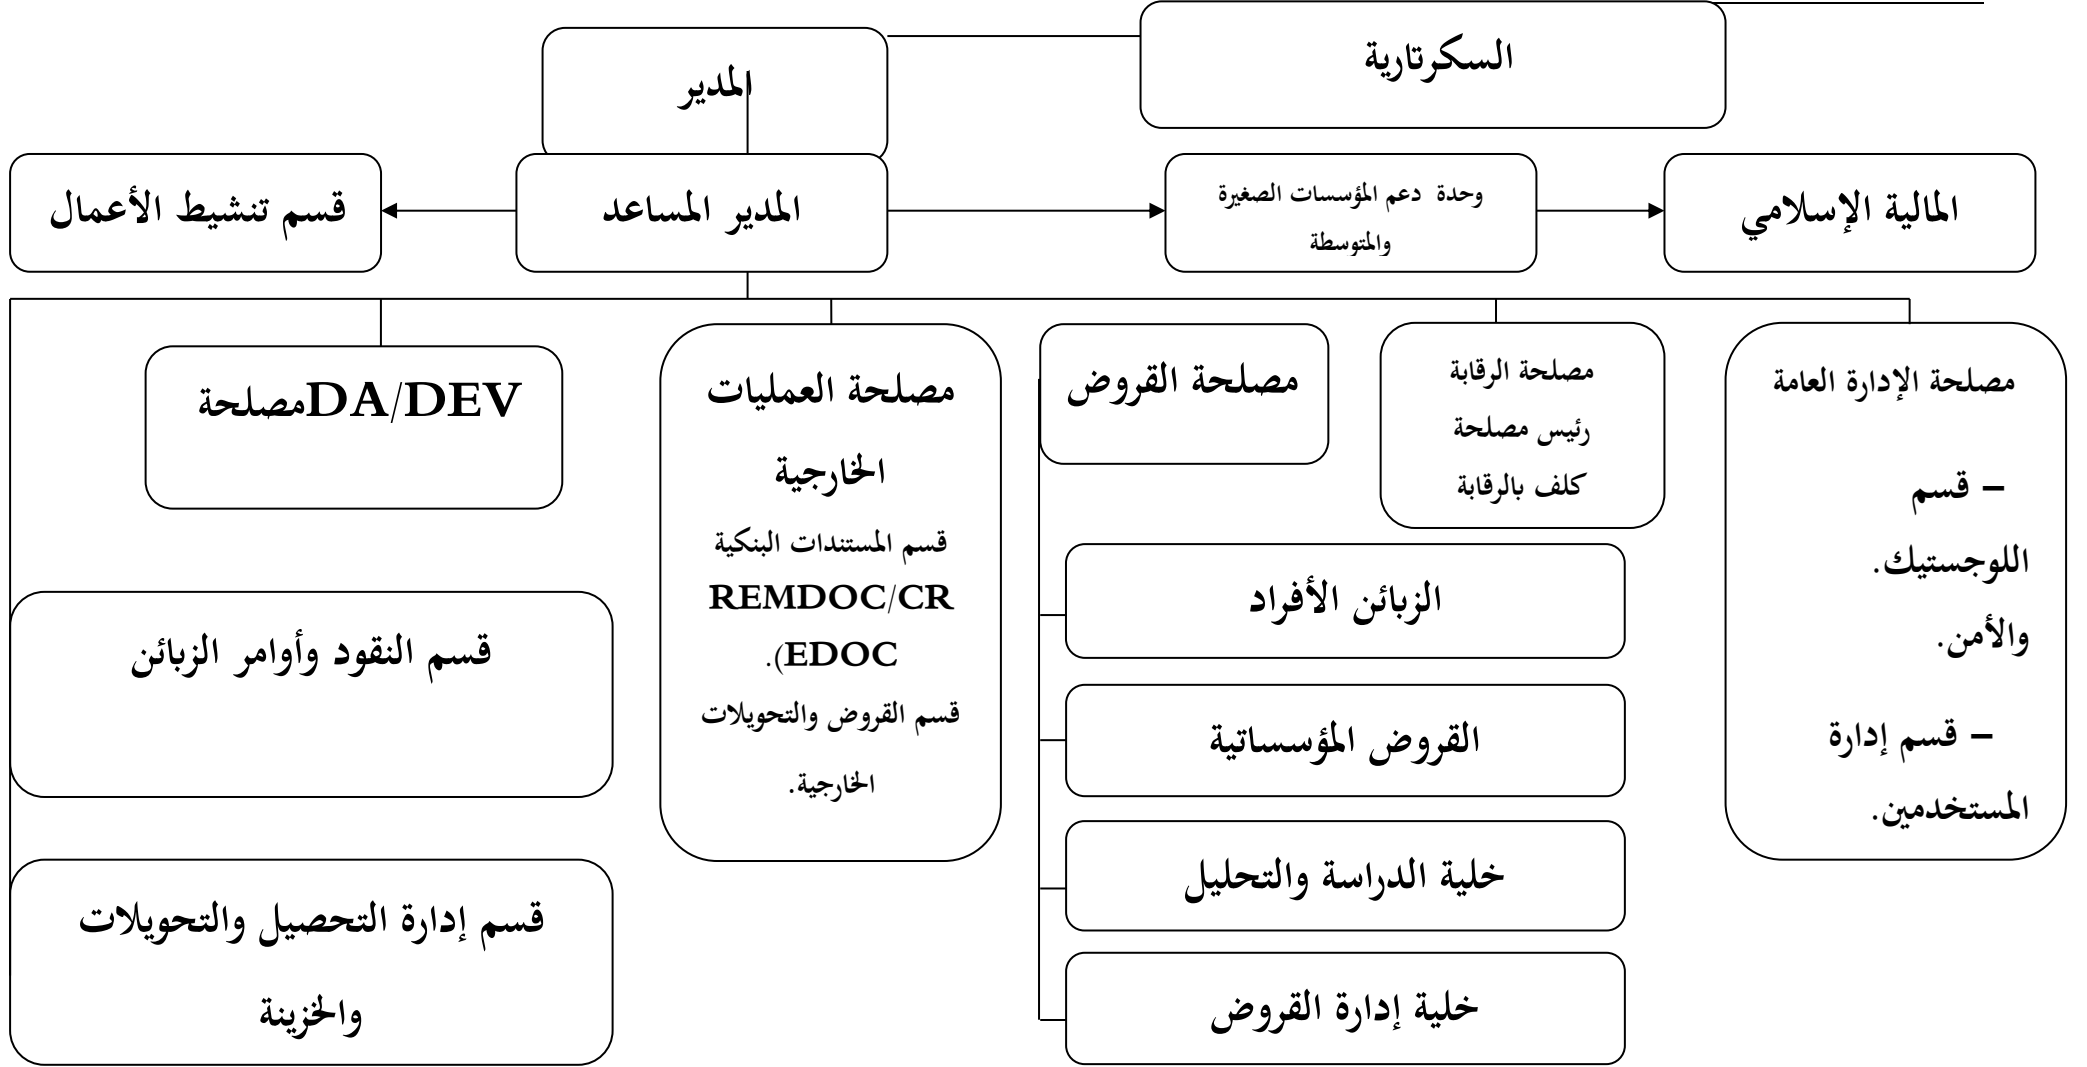 السكرتارية
المدير
المالية الإسلامي
وحدة دعم المؤسسات الصغيرة
والمتوسطة
المدير المساعد
قسم تنشيط الأعمال
مصلحة الإدارة العامة
– قسم
اللوجستيك.
والأمن.
– قسم إدارة
المستخدمين.
مصلحة الرقابة
رئيس مصلحة
كلف بالرقابة
مصلحة القروض
الزبائن الأفراد
القروض المؤسساتية
خلية الدراسة والتحليل
خلية إدارة القروض
مصلحة العمليات
الخارجية
قسم المستندات البنكية
REMDOC/CR
EDOC).
قسم القروض والتحويلات
الخارجية.
مصلحةDA/DEV
قسم النقود وأوامر الزبائن
قسم إدارة التحصيل والتحويلات
والخزينة